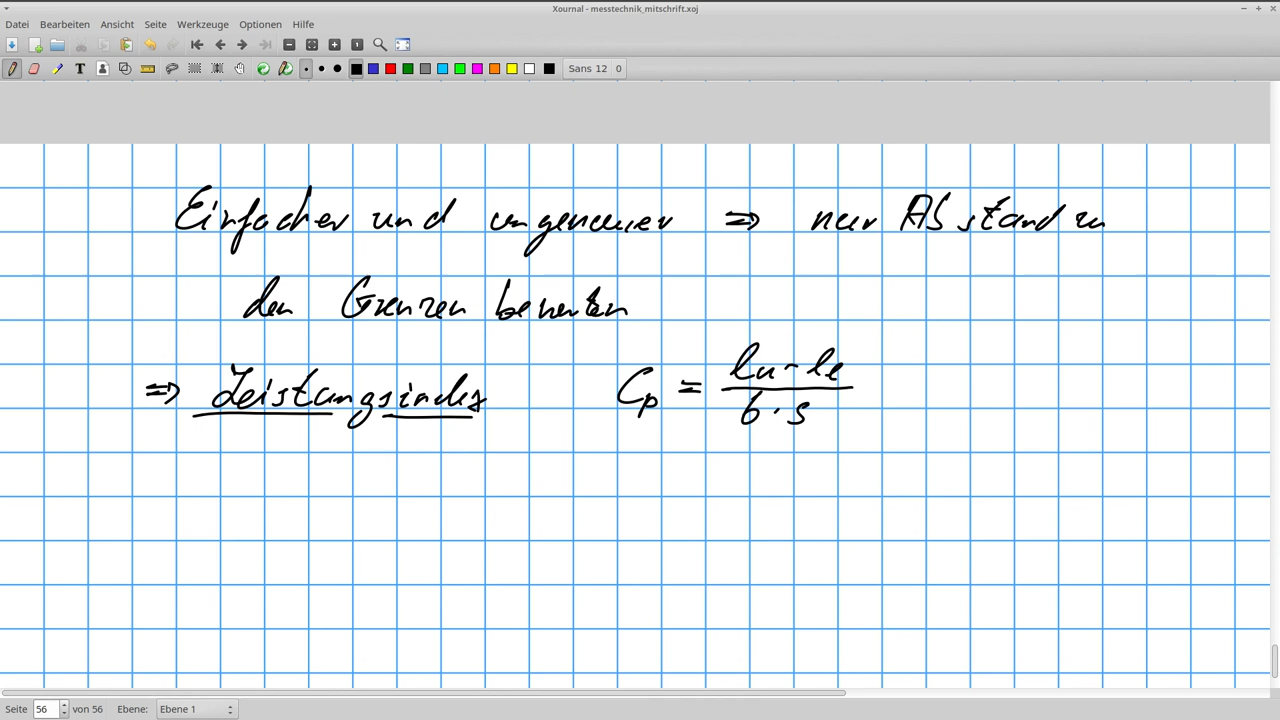 Xournal - messtechnik_mitschrift.xoj
Datei Bearbeiten Ansicht Seite Werkzeuge Optionen Hilfe
Sans 12 0
Einfacher und ungenauer ⇒ nur Abstand zu
den Grenzen bewerten
⇒ Leistungsindex Cp = (lu - le) / (6 · s)
Seite 56 von 56 Ebene: Ebene 1